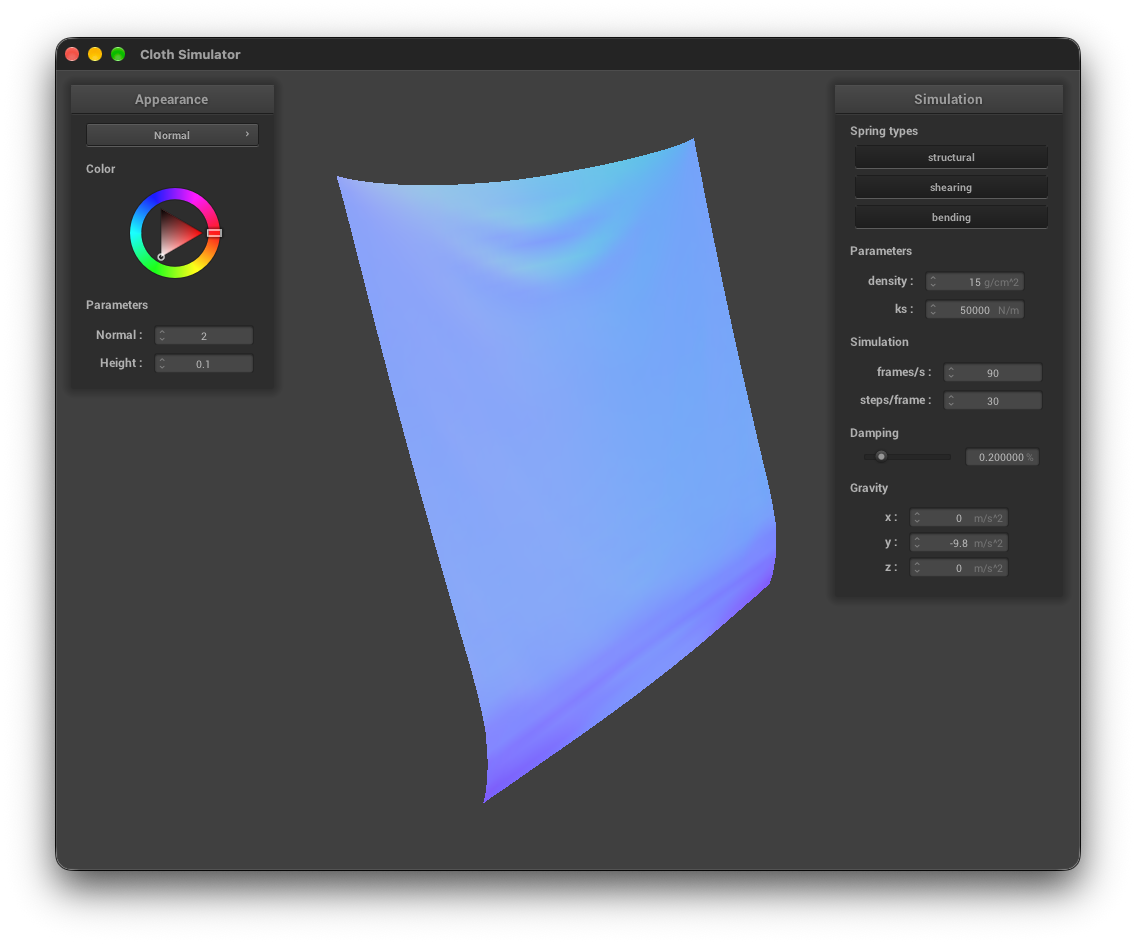 Cloth Simulator
Appearance
Normal
Color
Parameters
Normal : 2
Height : 0.1
Simulation
Spring types
structural
shearing
bending
Parameters
density : 15 g/cm^2
ks : 50000 N/m
Simulation
frames/s : 90
steps/frame : 30
Damping
0.200000 %
Gravity
x : 0 m/s^2
y : -9.8 m/s^2
z : 0 m/s^2